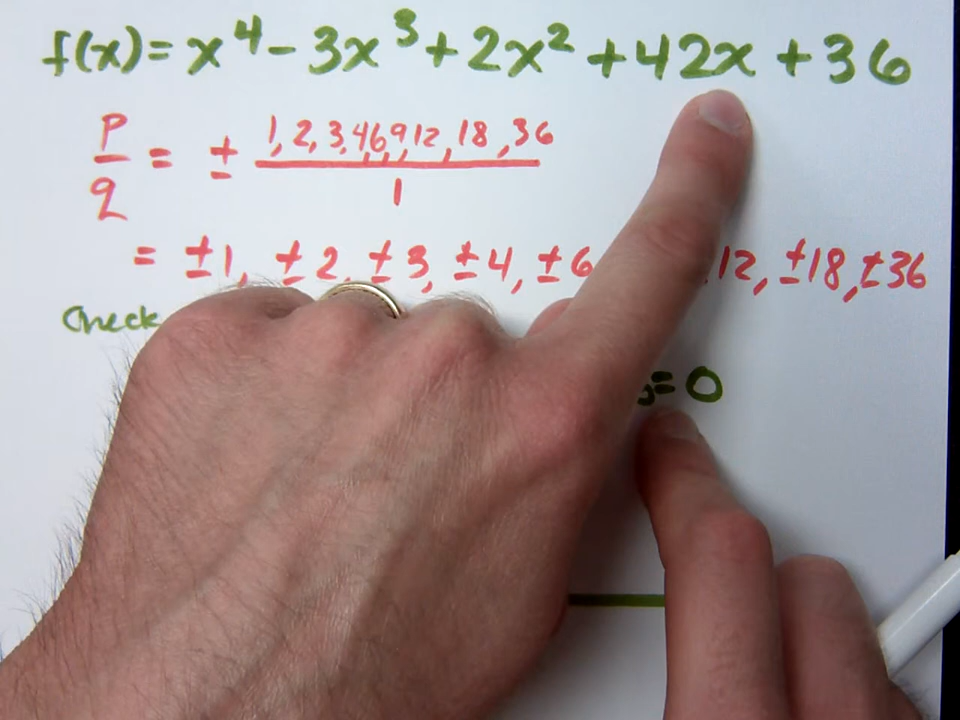 f(x) = x⁴ - 3x³ + 2x² + 42x + 36
p/q = ± 1, 2, 3, 4, 6, 9, 12, 18, 36 / 1
= ±1, ±2, ±3, ±4, ±6 12, ±18, ±36
Check
= 0